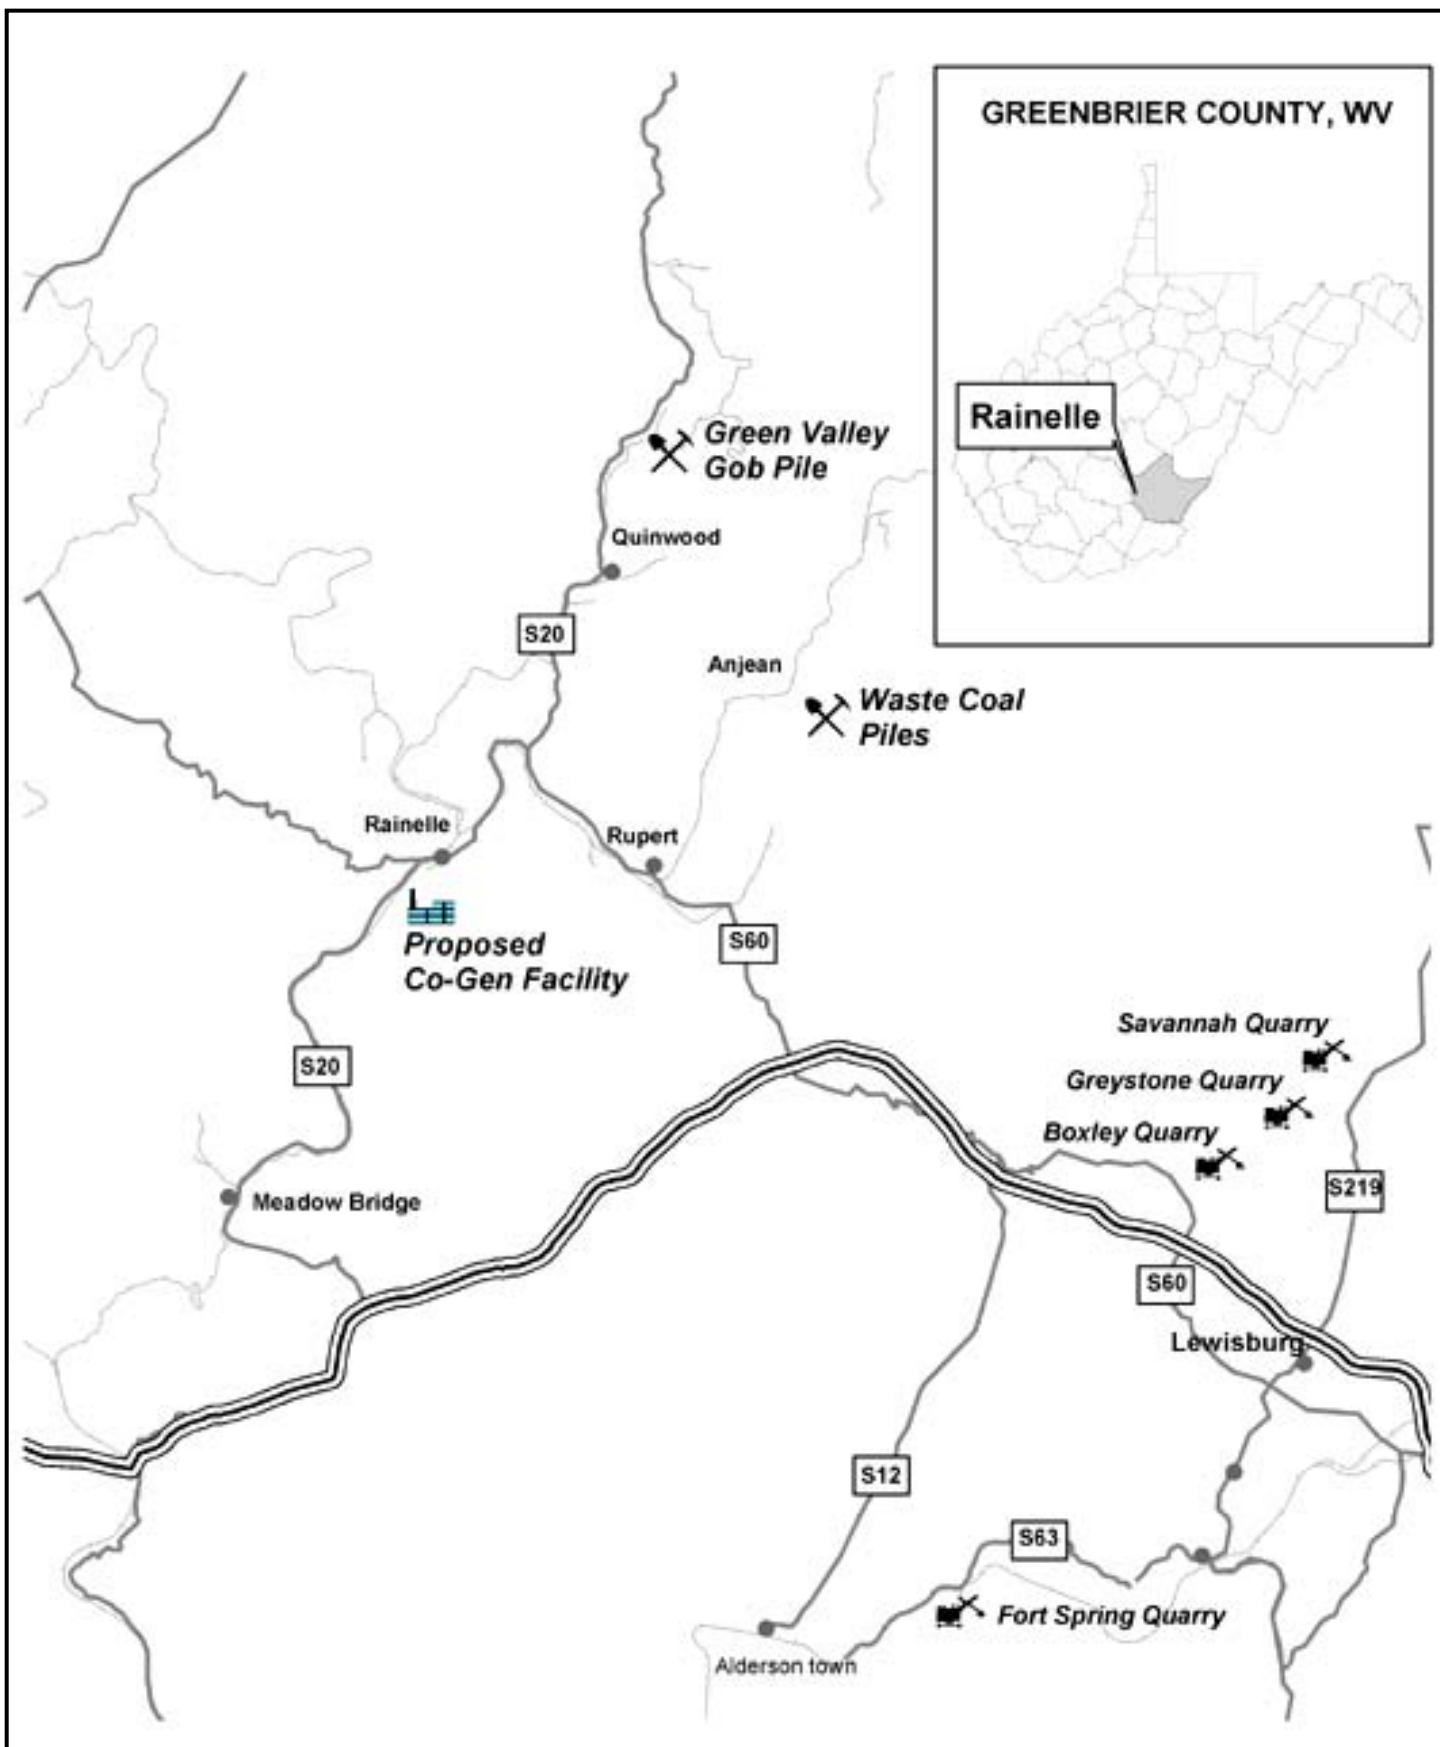 GREENBRIER COUNTY, WV
Rainelle
Green Valley
Gob Pile
Quinwood
S20
Anjean
Waste Coal
Piles
Rainelle
Rupert
S60
Proposed
Co-Gen Facility
Savannah Quarry
S20
Greystone Quarry
Boxley Quarry
S219
Meadow Bridge
S60
Lewisburg
S12
S63
Fort Spring Quarry
Alderson town